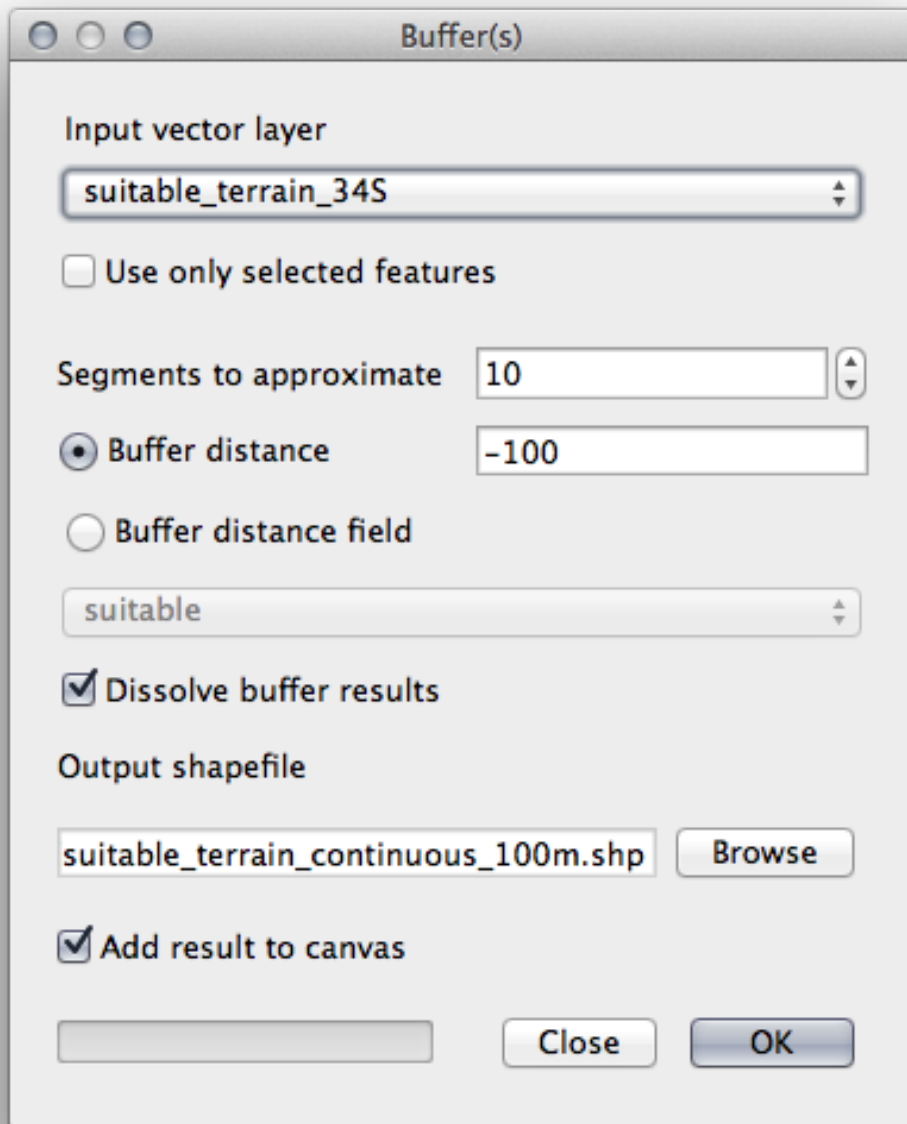 Buffer(s)
Input vector layer
suitable_terrain_34S
Use only selected features
Segments to approximate 10
Buffer distance -100
Buffer distance field
suitable
Dissolve buffer results
Output shapefile
suitable_terrain_continuous_100m.shp Browse
Add result to canvas
Close OK